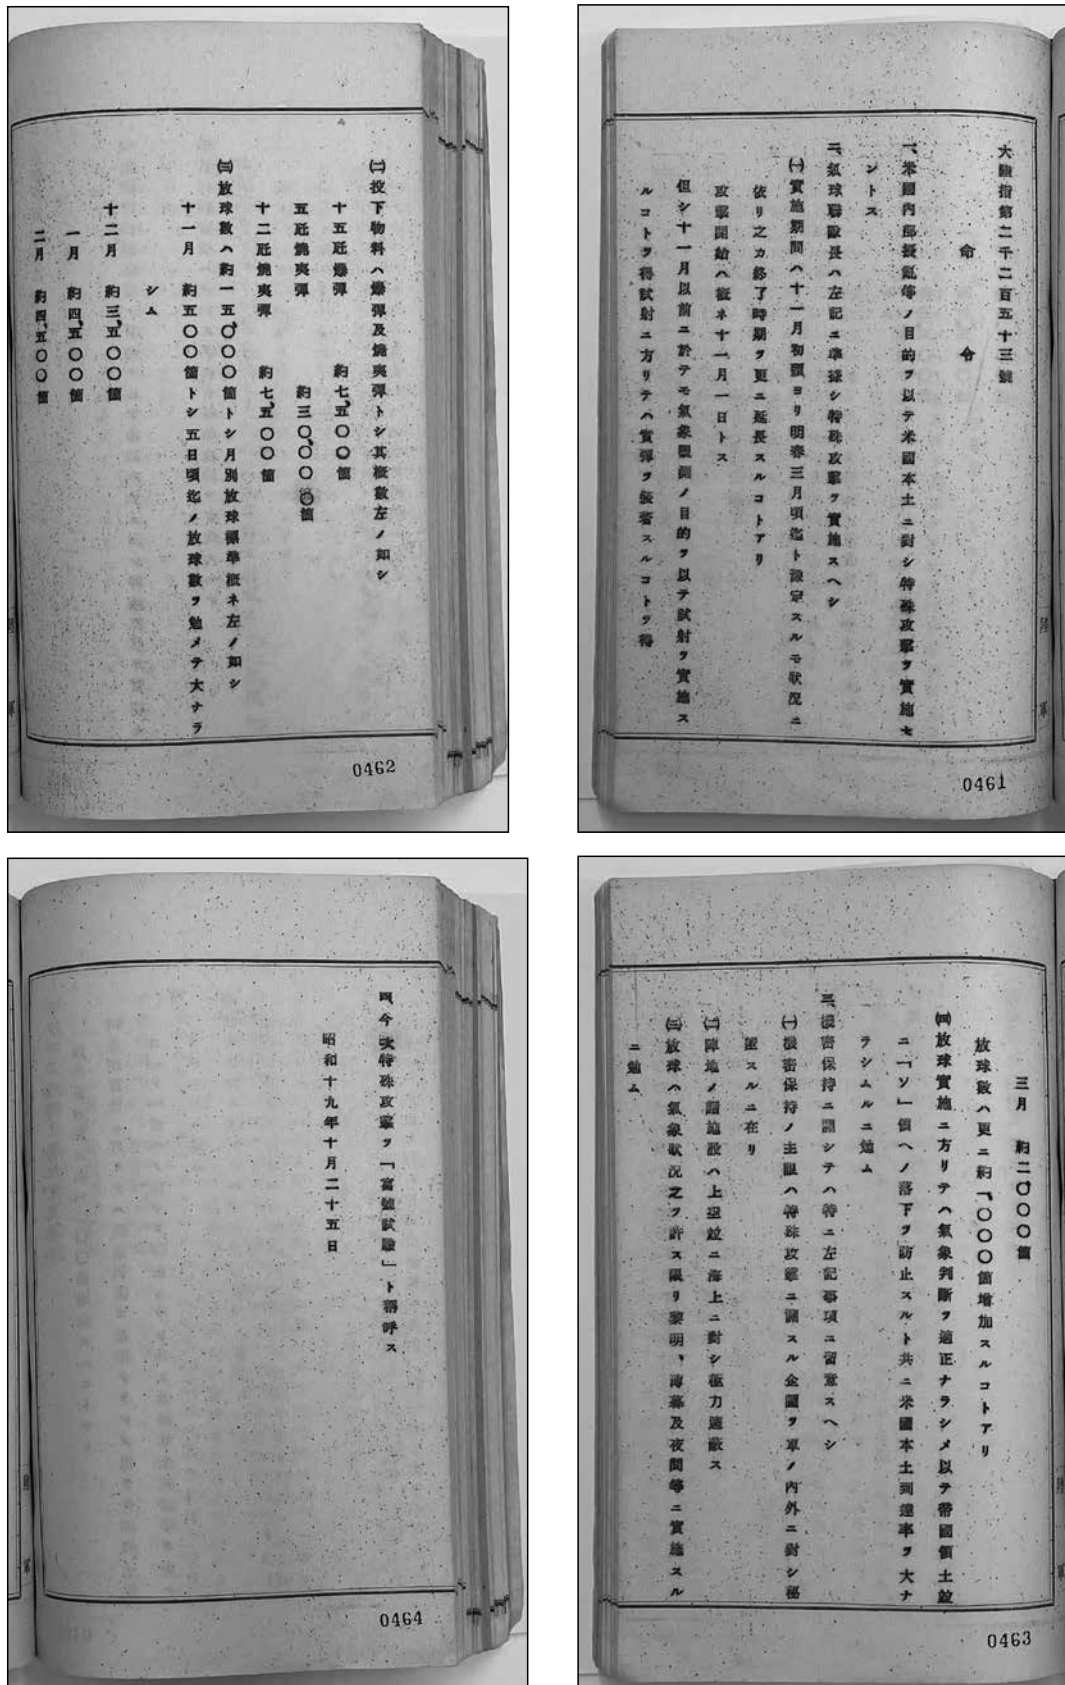 大陸指第二千二百五十三號
命令
一、米國內部擾亂等ノ目的ヲ以テ米國本土ニ對シ特殊攻擊ヲ實施セ
ントス
二、氣球聯隊長ハ左記ニ準據シ特殊攻擊ヲ實施スヘシ
㈠實施期間ハ十一月初頭ヨリ明春三月頃迄ト豫定スルモ狀況ニ
依リ之カ終了時期ヲ更ニ延長スルコトアリ
攻擊開始ハ概ネ十一月一日トス
但シ十一月以前ニ於テモ氣象觀測ノ目的ヲ以テ試射ヲ實施ス
ルコトヲ得試射ニ方リテハ實彈ヲ裝著スルコトヲ得
0461
㈡投下物料ハ爆彈及燒夷彈トシ其概數左ノ如シ
十五瓩爆彈 約七、五〇〇箇
五瓩燒夷彈 約三〇、〇〇〇箇
十二瓩燒夷彈 約七、五〇〇箇
㈢放球數ハ約一五、〇〇〇箇トシ月別放球標準概ネ左ノ如シ
十一月 約五〇〇箇トシ五日頃迄ノ放球數ヲ勉メテ大ナラ
シム
十二月 約三、五〇〇箇
一月 約四、五〇〇箇
二月 約四、五〇〇箇
0462
三月 約二、〇〇〇箇
放球數ハ更ニ約一、〇〇〇箇增加スルコトアリ
㈣放球實施ニ方リテハ氣象判斷ヲ適正ナラシメ以テ帝國領土竝
ニ「ソ」領ヘノ落下ヲ防止スルト共ニ米國本土到達率ヲ大ナ
ラシムルニ勉ム
三、機密保持ニ關シテハ特ニ左記事項ニ留意スヘシ
㈠機密保持ノ主眼ハ特殊攻擊ニ關スル企圖ヲ軍ノ內外ニ對シ秘
匿スルニ在リ
㈡陣地ノ諸施設ハ上空竝ニ海上ニ對シ極力遮蔽ス
㈢放球ハ氣象狀況之ヲ許ス限リ黎明、薄暮及夜間等ニ實施スル
ニ勉ム
0463
四、今次特殊攻擊ヲ「富號試驗」ト稱呼ス
昭和十九年十月二十五日
0464